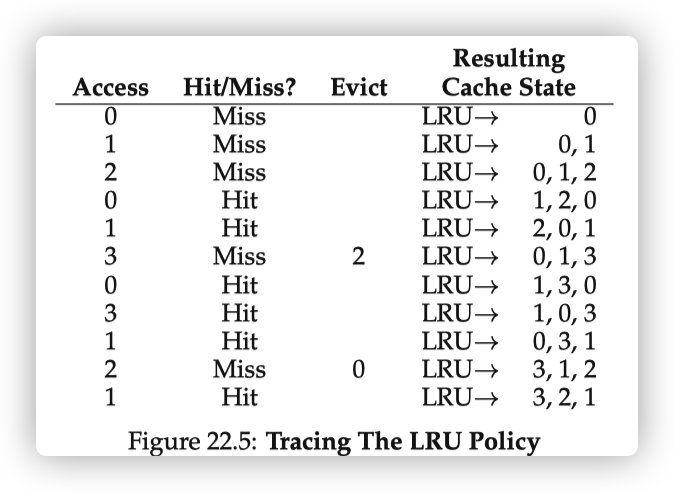 Resulting
Access Hit/Miss? Evict Cache State
0 Miss LRU→ 0
1 Miss LRU→ 0, 1
2 Miss LRU→ 0, 1, 2
0 Hit LRU→ 1, 2, 0
1 Hit LRU→ 2, 0, 1
3 Miss 2 LRU→ 0, 1, 3
0 Hit LRU→ 1, 3, 0
3 Hit LRU→ 1, 0, 3
1 Hit LRU→ 0, 3, 1
2 Miss 0 LRU→ 3, 1, 2
1 Hit LRU→ 3, 2, 1
Figure 22.5: Tracing The LRU Policy